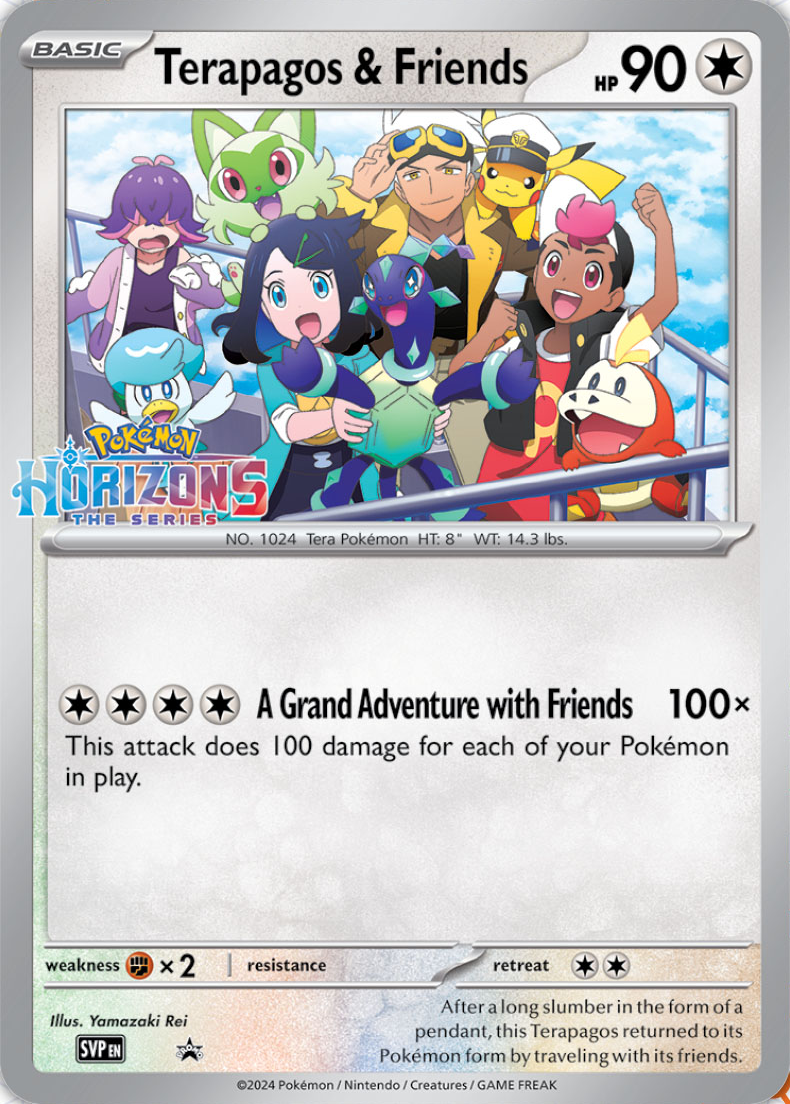 BASIC
Terapagos & Friends HP 90
POKéMON
HORIZONS
THE SERIES
NO. 1024 Tera Pokémon HT: 8" WT: 14.3 lbs.
A Grand Adventure with Friends 100×
This attack does 100 damage for each of your Pokémon
in play.
weakness ×2 resistance retreat
After a long slumber in the form of a
pendant, this Terapagos returned to its
Pokémon form by traveling with its friends.
Illus. Yamazaki Rei
SVP EN
©2024 Pokémon / Nintendo / Creatures / GAME FREAK